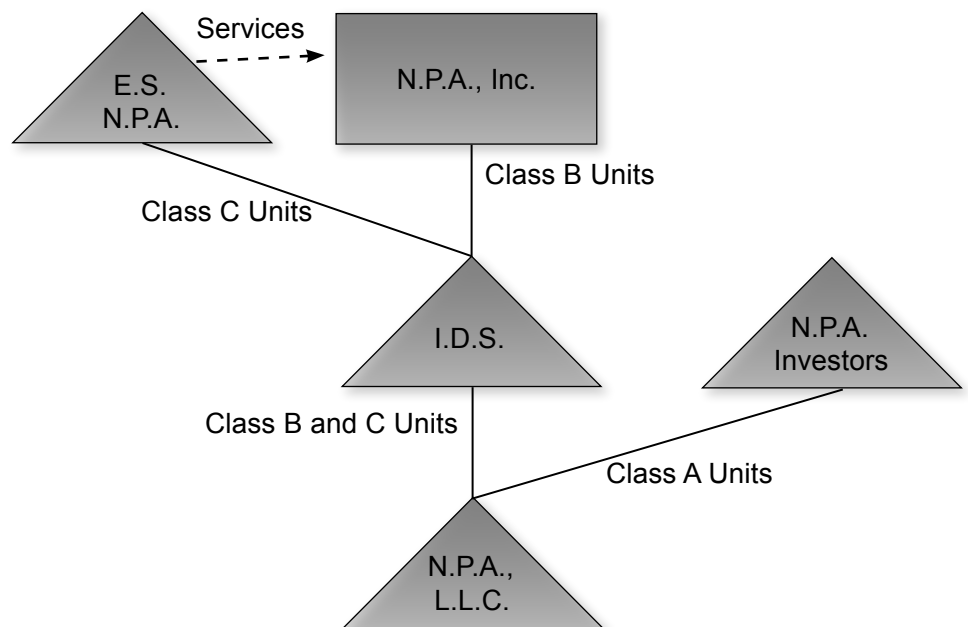 Services
E.S.
N.P.A.
N.P.A., Inc.
Class B Units
Class C Units
I.D.S.
N.P.A.
Investors
Class B and C Units
Class A Units
N.P.A.,
L.L.C.